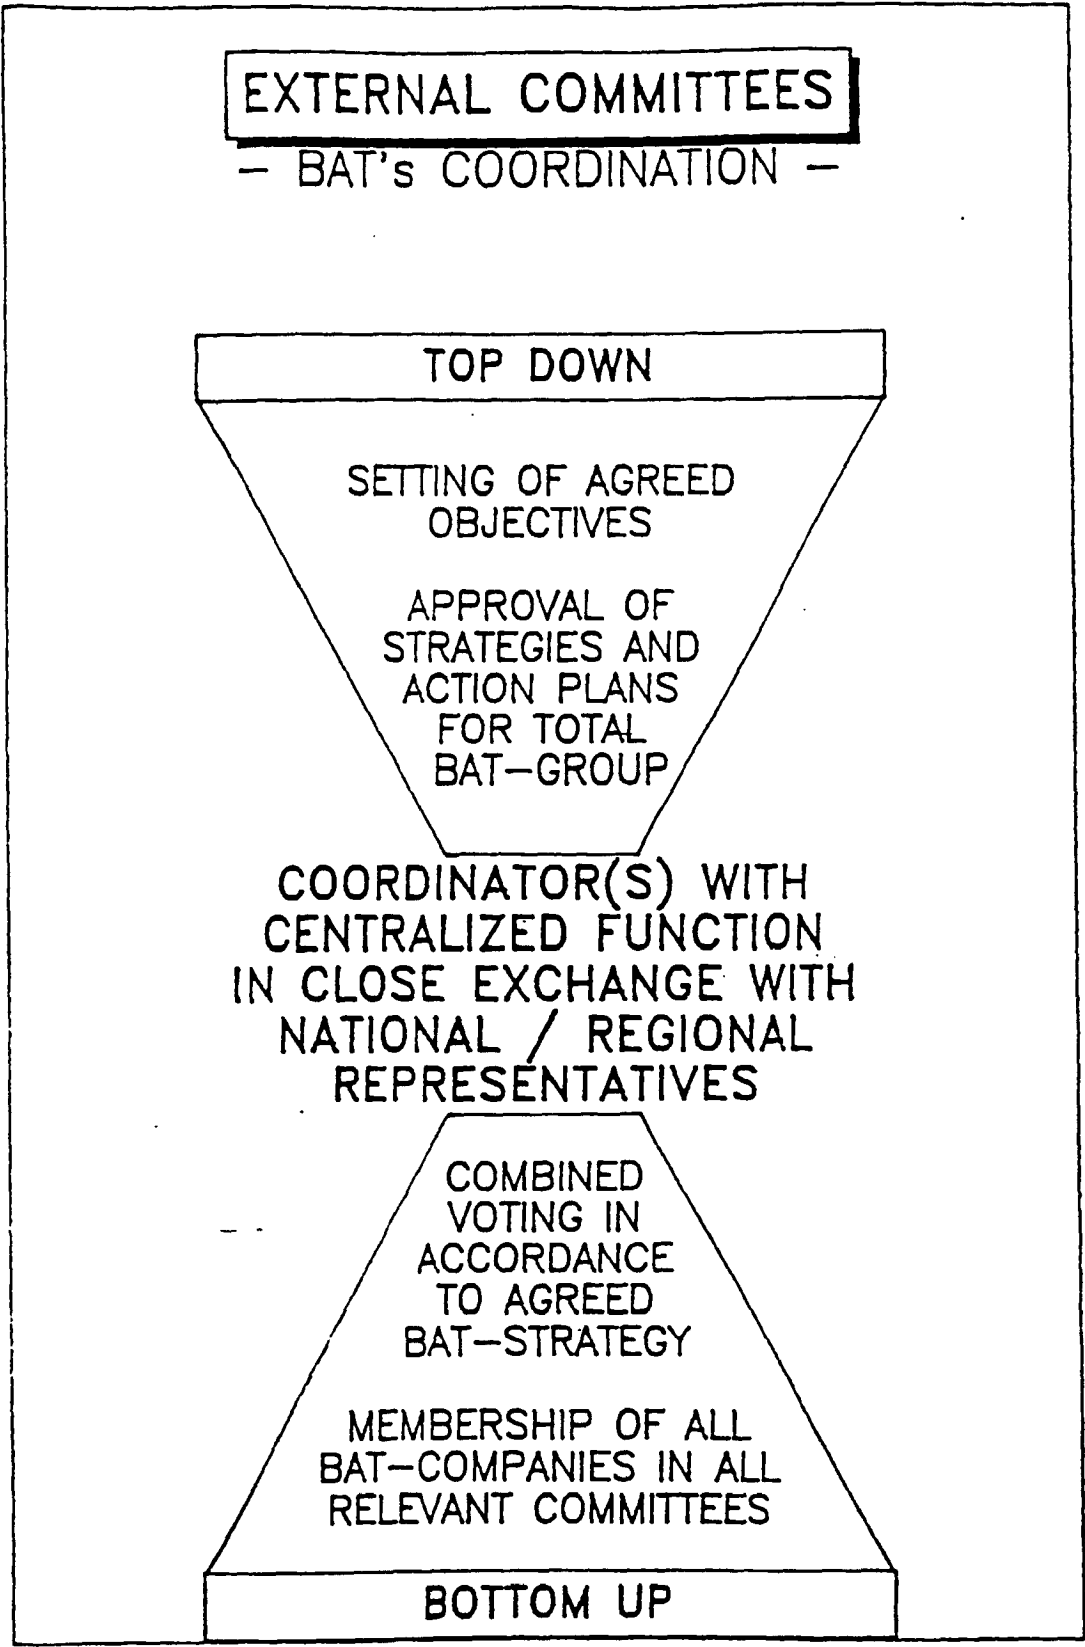 EXTERNAL COMMITTEES
– BAT's COORDINATION –
TOP DOWN
SETTING OF AGREED
OBJECTIVES
APPROVAL OF
STRATEGIES AND
ACTION PLANS
FOR TOTAL
BAT–GROUP
COORDINATOR(S) WITH
CENTRALIZED FUNCTION
IN CLOSE EXCHANGE WITH
NATIONAL / REGIONAL
REPRESENTATIVES
COMBINED
VOTING IN
ACCORDANCE
TO AGREED
BAT–STRATEGY
MEMBERSHIP OF ALL
BAT–COMPANIES IN ALL
RELEVANT COMMITTEES
BOTTOM UP